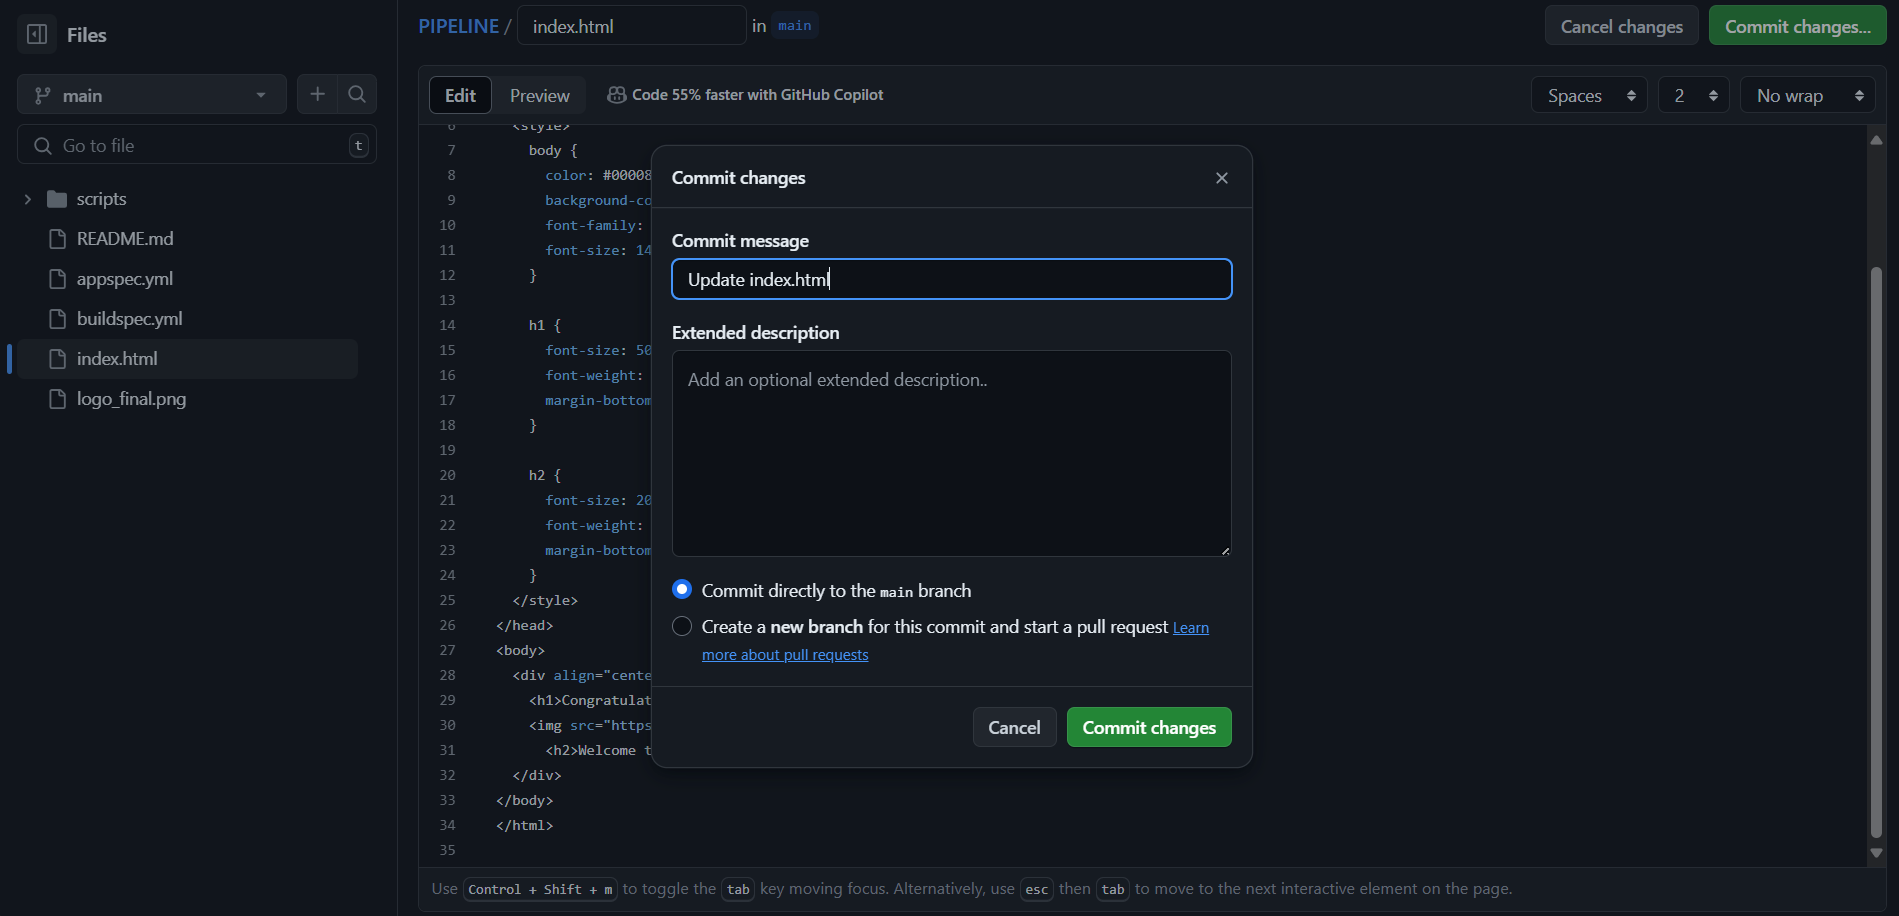 Files
main
Go to file
t
scripts
README.md
appspec.yml
buildspec.yml
index.html
logo_final.png
PIPELINE / index.html in main
Cancel changes
Commit changes...
Edit
Preview
Code 55% faster with GitHub Copilot
Spaces
2
No wrap
6 <style>
7 body {
8 color: #00008
9 background-co
10 font-family:
11 font-size: 14
12 }
13
14 h1 {
15 font-size: 50
16 font-weight:
17 margin-bottom
18 }
19
20 h2 {
21 font-size: 20
22 font-weight:
23 margin-bottom
24 }
25 </style>
26 </head>
27 <body>
28 <div align="cente
29 <h1>Congratulat
30 <img src="https
31 <h2>Welcome t
32 </div>
33 </body>
34 </html>
35
Commit changes
Commit message
Update index.html
Extended description
Add an optional extended description..
Commit directly to the main branch
Create a new branch for this commit and start a pull request Learn
more about pull requests
Cancel
Commit changes
Use Control + Shift + m to toggle the tab key moving focus. Alternatively, use esc then tab to move to the next interactive element on the page.